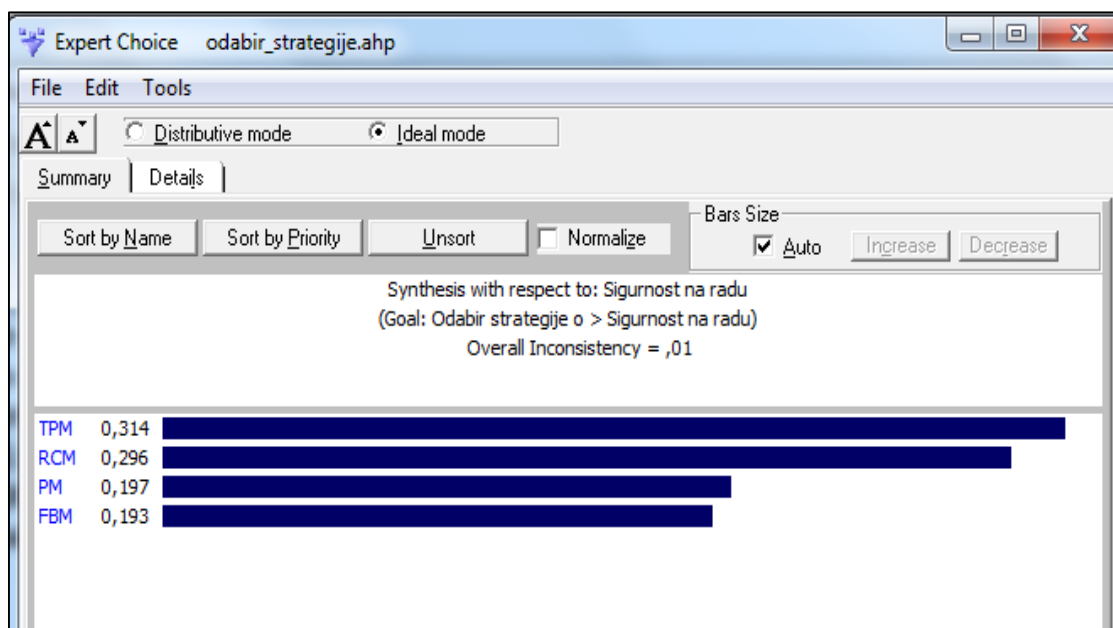 Expert Choice odabir_strategije.ahp
File Edit Tools
A A Distributive mode Ideal mode
Summary Details
Sort by Name Sort by Priority Unsort Normalize
Bars Size
Auto Increase Decrease
Synthesis with respect to: Sigurnost na radu
(Goal: Odabir strategije o > Sigurnost na radu)
Overall Inconsistency = ,01
TPM 0,314
RCM 0,296
PM 0,197
FBM 0,193